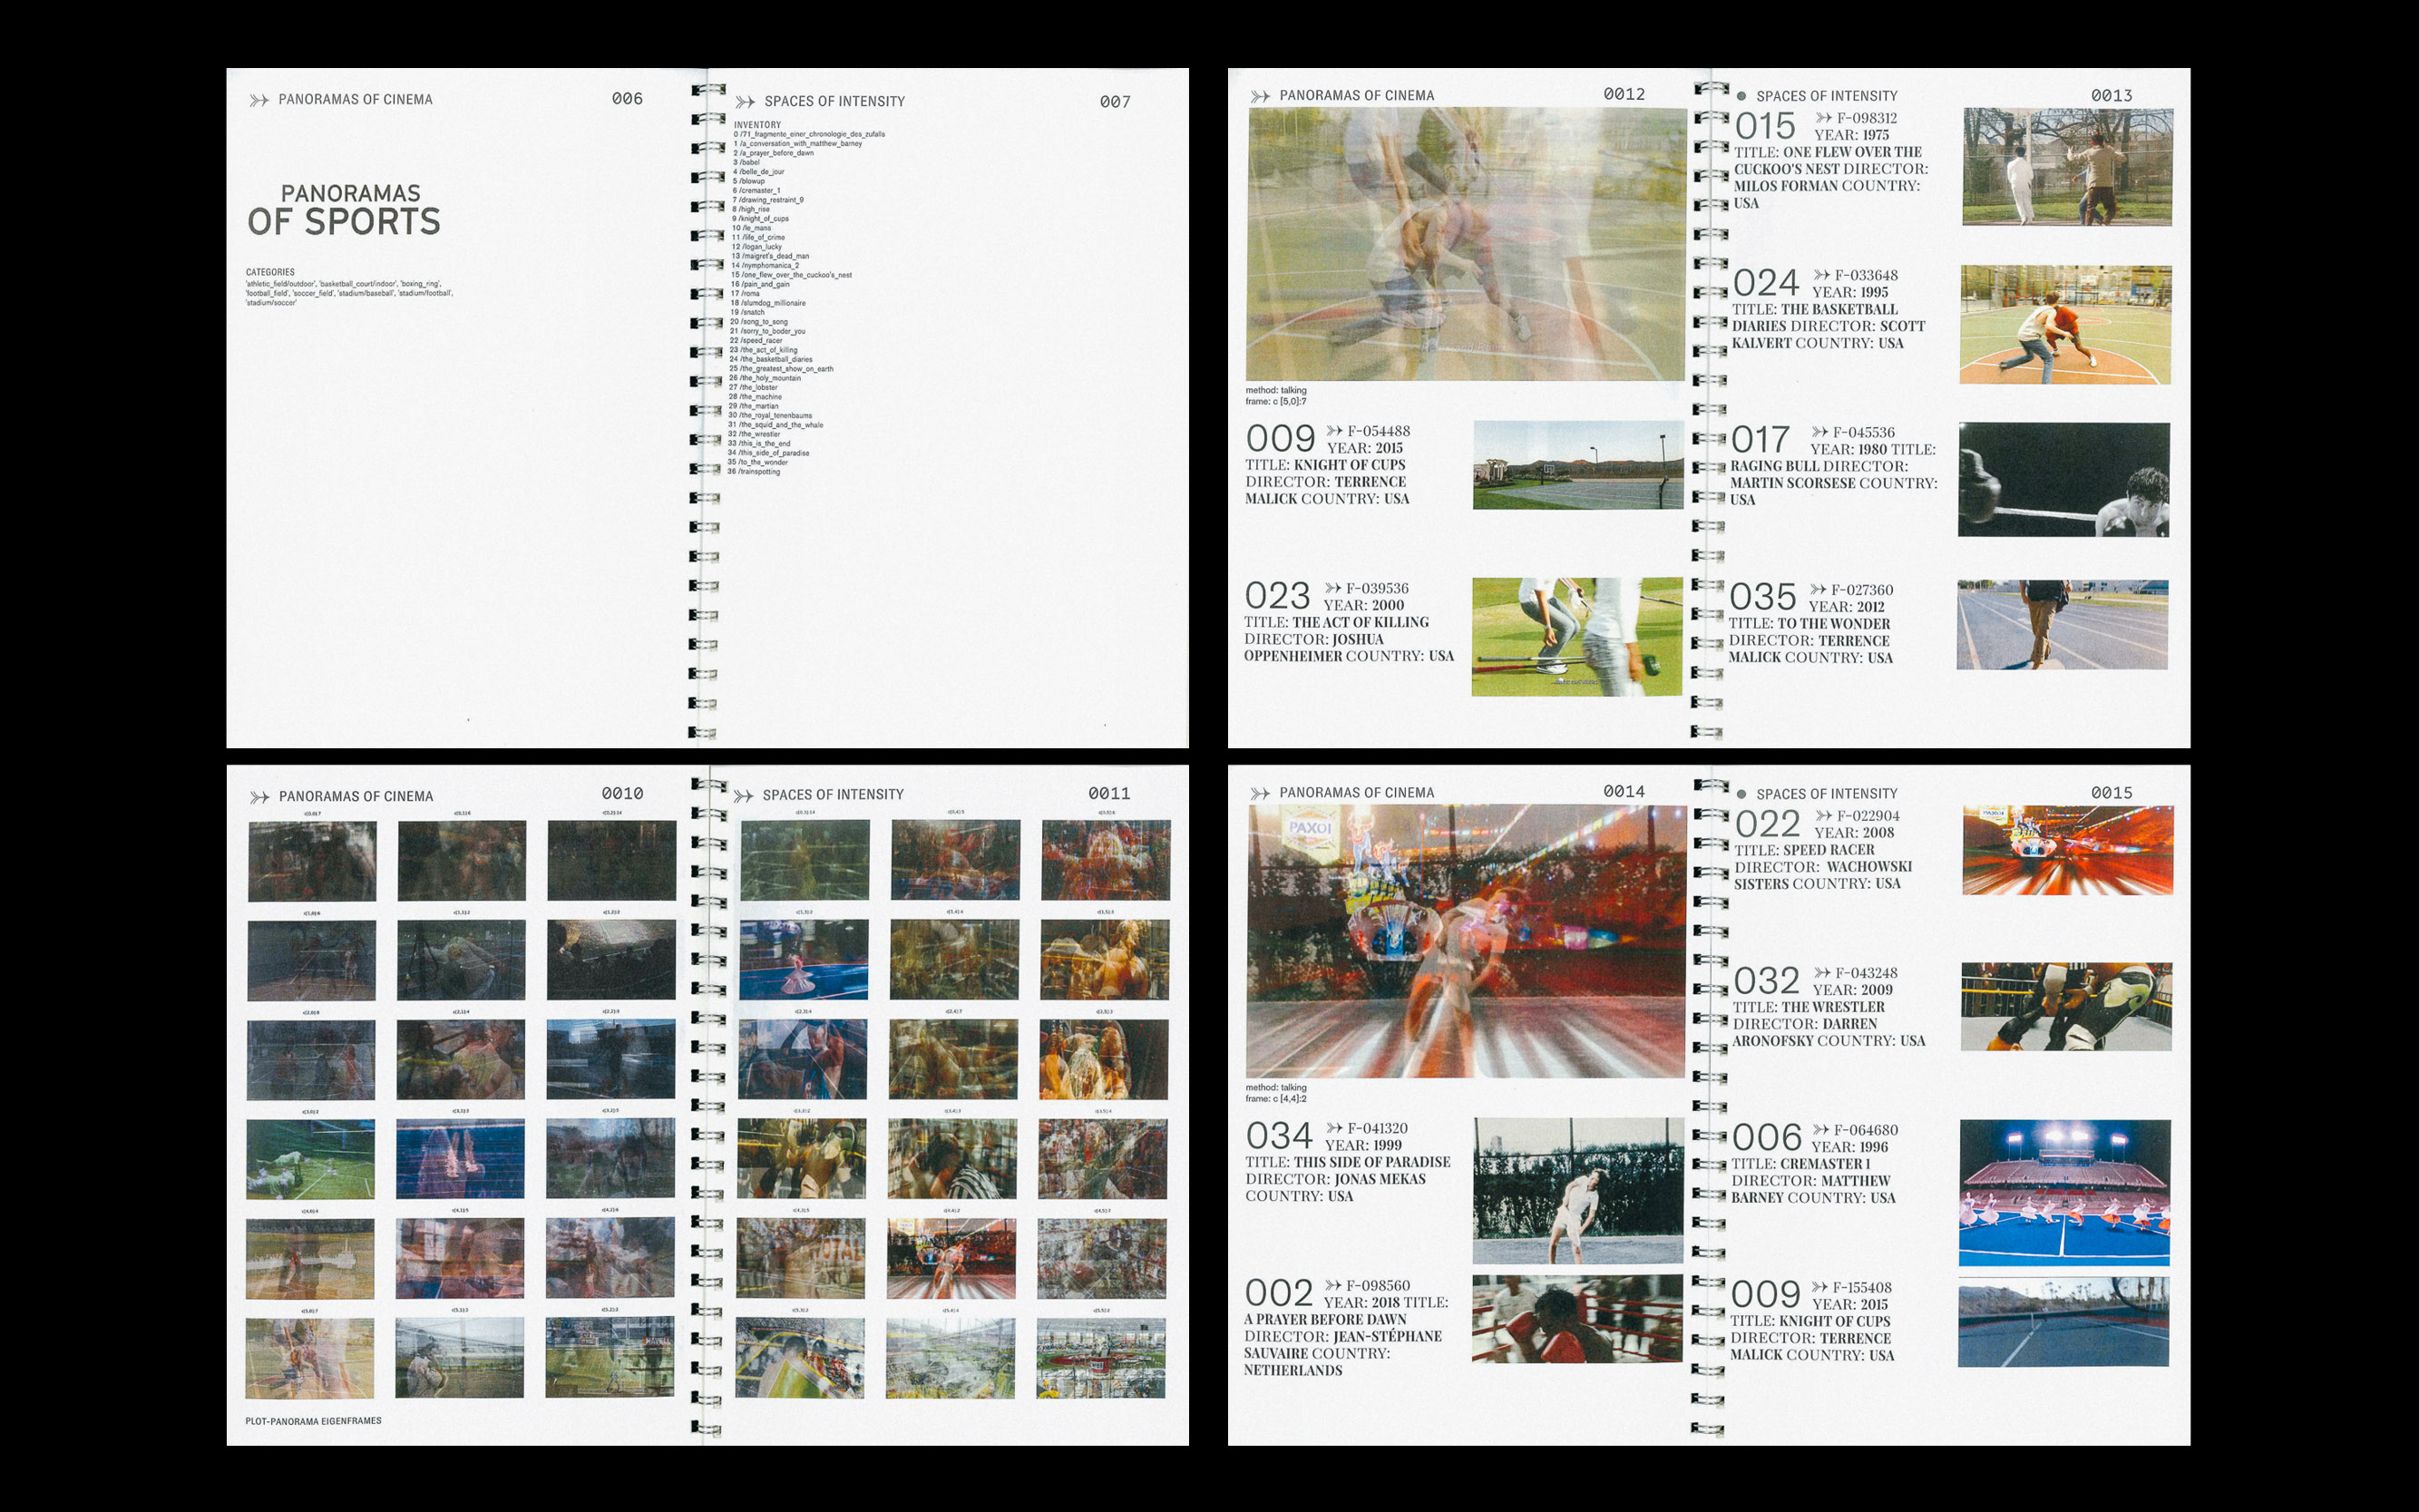 PANORAMAS OF CINEMA
006
PANORAMAS
OF SPORTS
CATEGORIES
'athletic_field/outdoor', 'basketball_court/indoor', 'boxing_ring',
'football_field', 'soccer_field', 'stadium/baseball', 'stadium/football',
'stadium/soccer'
SPACES OF INTENSITY
007
INVENTORY
0 /71_fragmente_einer_chronologie_des_zufalls
1 /a_conversation_with_matthew_barney
2 /a_prayer_before_dawn
3 /babel
4 /belle_de_jour
5 /blowup
6 /cremaster_1
7 /drawing_restraint_9
8 /high_rise
9 /knight_of_cups
10 /le_mans
11 /life_of_crime
12 /logan_lucky
13 /maigret's_dead_man
14 /nymphomanica_2
15 /one_flew_over_the_cuckoo's_nest
16 /pain_and_gain
17 /roma
18 /slumdog_milionaire
19 /snatch
20 /song_to_song
21 /sorry_to_boder_you
22 /speed_racer
23 /the_act_of_killing
24 /the_basketball_diaries
25 /the_greatest_show_on_earth
26 /the_holy_mountain
27 /the_lobster
28 /the_machine
29 /the_martian
30 /the_royal_tenenbaums
31 /the_squid_and_the_whale
32 /the_wrestler
33 /this_is_the_end
34 /this_side_of_paradise
35 /to_the_wonder
36 /trainspotting
PANORAMAS OF CINEMA
0012
method: talking
frame: c [5,0]:7
009 F-054488
YEAR: 2015
TITLE: KNIGHT OF CUPS
DIRECTOR: TERRENCE
MALICK COUNTRY: USA
023 F-039536
YEAR: 2000
TITLE: THE ACT OF KILLING
DIRECTOR: JOSHUA
OPPENHEIMER COUNTRY: USA
SPACES OF INTENSITY
0013
015 F-098312
YEAR: 1975
TITLE: ONE FLEW OVER THE
CUCKOO'S NEST DIRECTOR:
MILOS FORMAN COUNTRY:
USA
024 F-033648
YEAR: 1995
TITLE: THE BASKETBALL
DIARIES DIRECTOR: SCOTT
KALVERT COUNTRY: USA
017 F-045536
YEAR: 1980 TITLE:
RAGING BULL DIRECTOR:
MARTIN SCORSESE COUNTRY:
USA
035 F-027360
YEAR: 2012
TITLE: TO THE WONDER
DIRECTOR: TERRENCE
MALICK COUNTRY: USA
PANORAMAS OF CINEMA
0010
PLOT-PANORAMA EIGENFRAMES
SPACES OF INTENSITY
0011
PANORAMAS OF CINEMA
0014
PAXOI
method: talking
frame: c [4,4]:2
034 F-041320
YEAR: 1999
TITLE: THIS SIDE OF PARADISE
DIRECTOR: JONAS MEKAS
COUNTRY: USA
002 F-098560
YEAR: 2018 TITLE:
A PRAYER BEFORE DAWN
DIRECTOR: JEAN-STÉPHANE
SAUVAIRE COUNTRY:
NETHERLANDS
SPACES OF INTENSITY
0015
022 F-022904
YEAR: 2008
TITLE: SPEED RACER
DIRECTOR: WACHOWSKI
SISTERS COUNTRY: USA
032 F-043248
YEAR: 2009
TITLE: THE WRESTLER
DIRECTOR: DARREN
ARONOFSKY COUNTRY: USA
006 F-064680
YEAR: 1996
TITLE: CREMASTER 1
DIRECTOR: MATTHEW
BARNEY COUNTRY: USA
009 F-155408
YEAR: 2015
TITLE: KNIGHT OF CUPS
DIRECTOR: TERRENCE
MALICK COUNTRY: USA